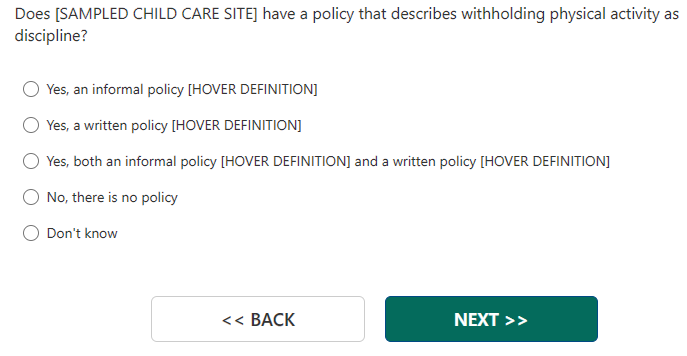 Does [SAMPLED CHILD CARE SITE] have a policy that describes withholding physical activity as
discipline?
Yes, an informal policy [HOVER DEFINITION]
Yes, a written policy [HOVER DEFINITION]
Yes, both an informal policy [HOVER DEFINITION] and a written policy [HOVER DEFINITION]
No, there is no policy
Don't know
<< BACK
NEXT >>